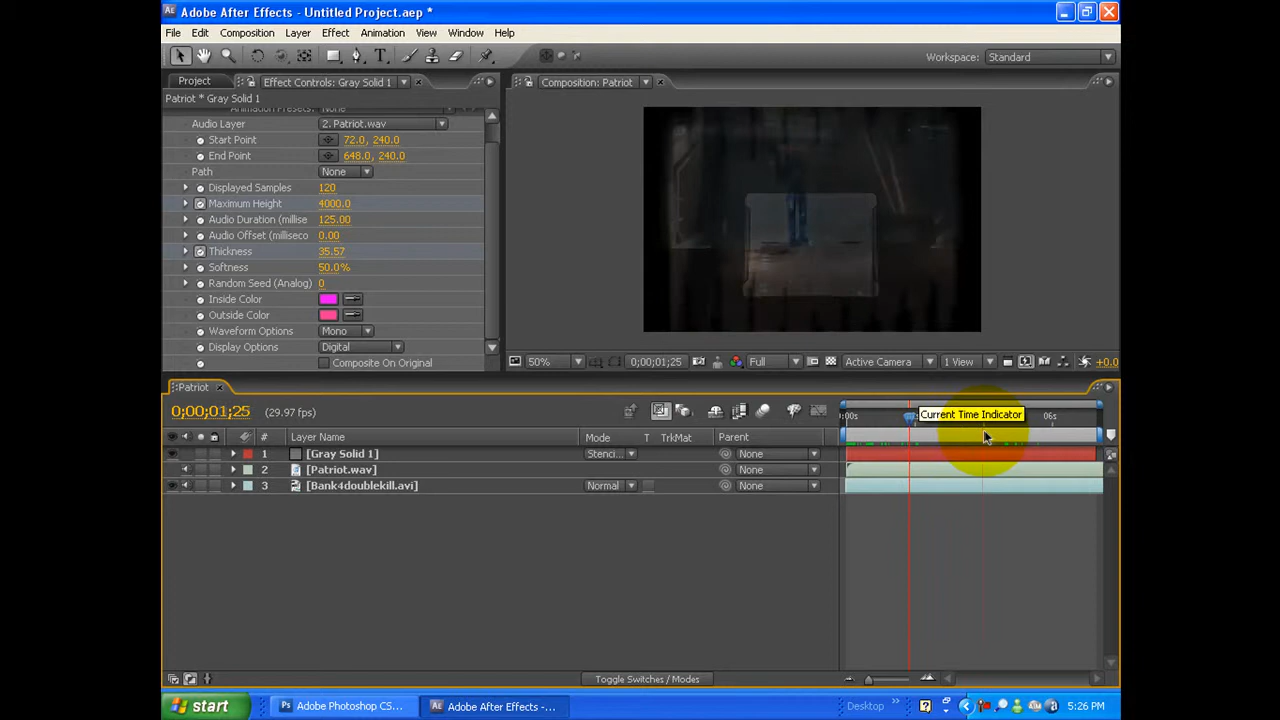 Adobe After Effects - Untitled Project.aep *
File Edit Composition Layer Effect Animation View Window Help
Workspace: Standard
Project Effect Controls: Gray Solid 1
Composition: Patriot
Patriot * Gray Solid 1
Animation Presets: None
Audio Layer 2. Patriot.wav
Start Point 72.0, 240.0
End Point 648.0, 240.0
Path None
Displayed Samples 120
Maximum Height 4000.0
Audio Duration (millise 125.00
Audio Offset (milliseco 0.00
Thickness 35.57
Softness 50.0%
Random Seed (Analog) 0
Inside Color
Outside Color
Waveform Options Mono
Display Options Digital
Composite On Original
50% 0;00;01;25 Full Active Camera 1 View +0.0
Patriot
0;00;01;25 (29.97 fps)
:00s Current Time Indicator 06s
# Layer Name Mode T TrkMat Parent
1 [Gray Solid 1] Stenci... None
2 [Patriot.wav] None
3 [Bank4doublekill.avi] Normal None
Toggle Switches / Modes
start Adobe Photoshop CS... Adobe After Effects -... Desktop 5:26 PM